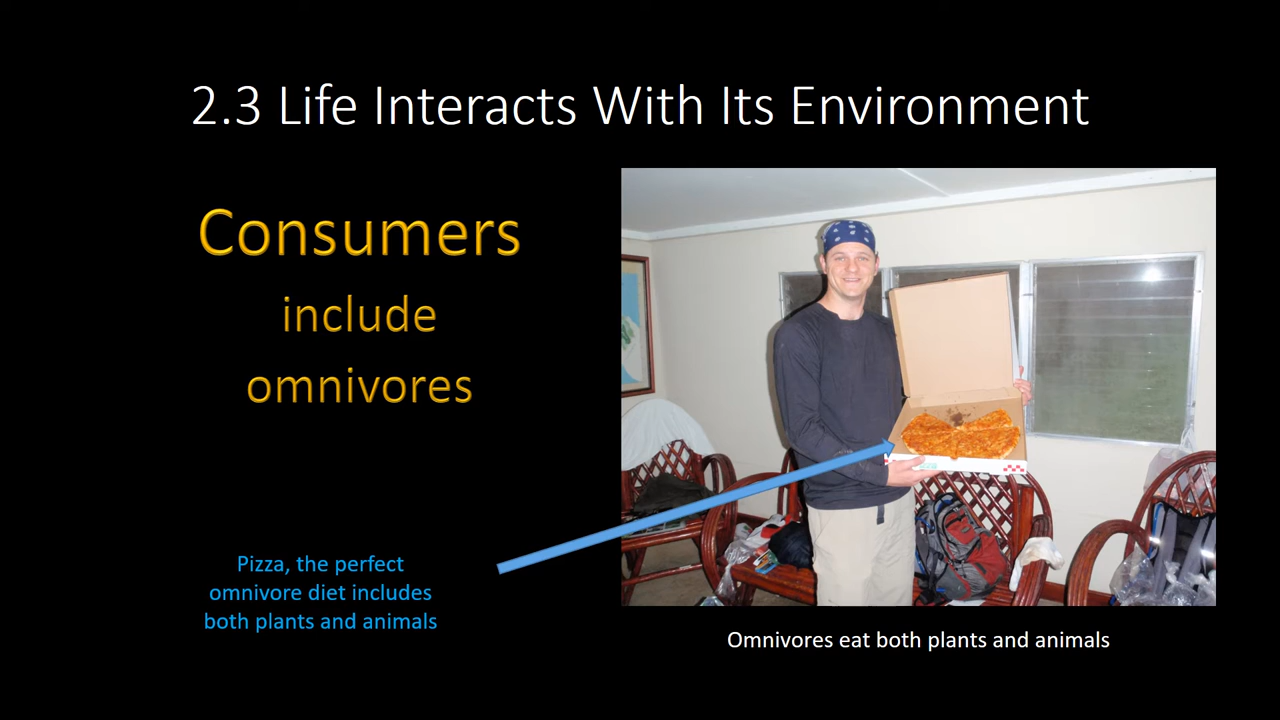 2.3 Life Interacts With Its Environment
Consumers
include
omnivores
Pizza, the perfect
omnivore diet includes
both plants and animals
Omnivores eat both plants and animals